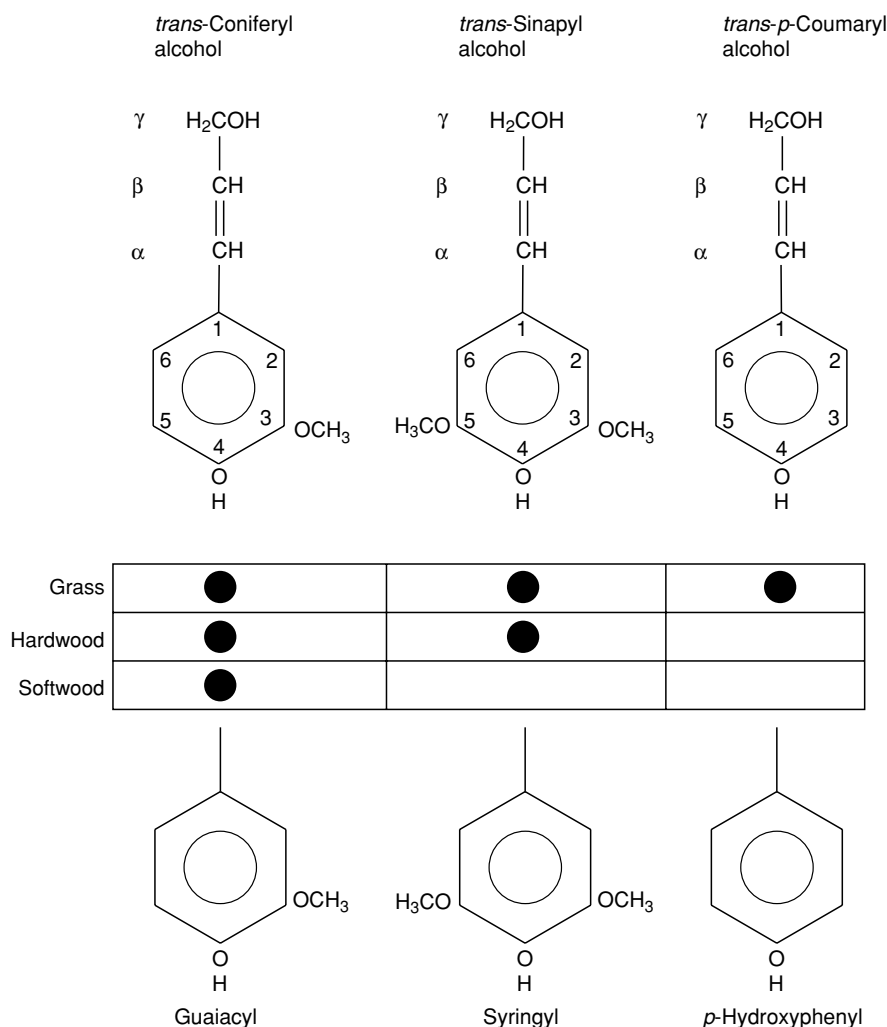 trans-Coniferyl alcohol
trans-Sinapyl alcohol
trans-p-Coumaryl alcohol
γ H₂COH γ H₂COH γ H₂COH
β CH β CH β CH
α CH α CH α CH
1 1 1
6 2 6 2 6 2
5 3 OCH₃ H₃CO 5 3 OCH₃ 5 3
4 4 4
O O O
H H H
Grass
Hardwood
Softwood
OCH₃ H₃CO OCH₃
O O O
H H H
Guaiacyl Syringyl p-Hydroxyphenyl